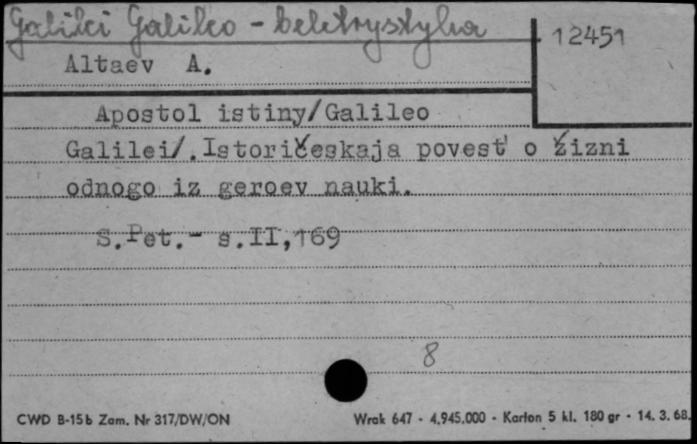 Galilei Galileo - beletrystyka
12451
Altaev A.
Apostol istiny/Galileo
Galilei/.Istoričeskaja povest' o žizni
odnogo iz geroev nauki.
S.Pet.- s.II,169
8
CWD B-15b Zam. Nr 317/DW/ON Wrak 647 - 4,945,000 - Karton 5 kl. 180 gr - 14. 3. 68.